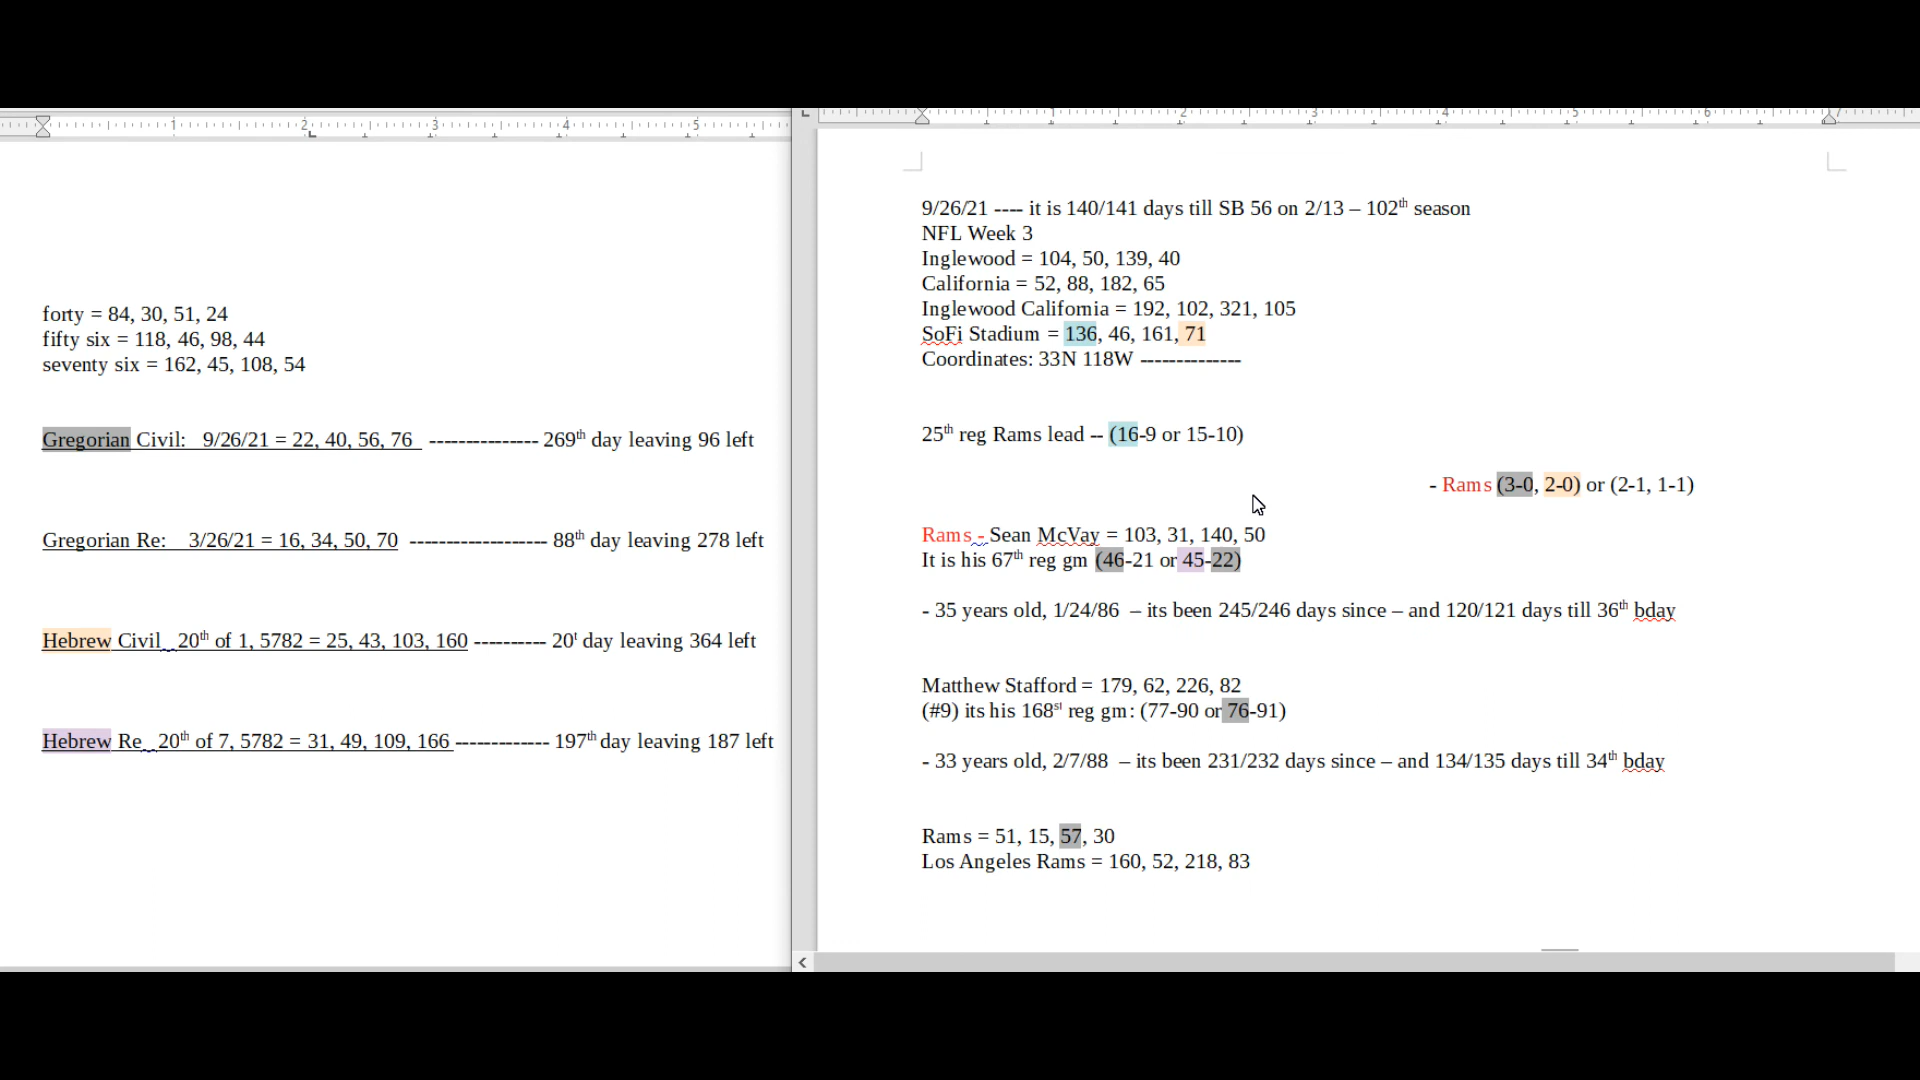 forty = 84, 30, 51, 24
fifty six = 118, 46, 98, 44
seventy six = 162, 45, 108, 54
Gregorian Civil: 9/26/21 = 22, 40, 56, 76 --------------- 269th day leaving 96 left
Gregorian Re: 3/26/21 = 16, 34, 50, 70 ------------------- 88th day leaving 278 left
Hebrew Civil 20th of 1, 5782 = 25, 43, 103, 160 ---------- 20t day leaving 364 left
Hebrew Re 20th of 7, 5782 = 31, 49, 109, 166 ------------- 197th day leaving 187 left
9/26/21 ---- it is 140/141 days till SB 56 on 2/13 – 102th season
NFL Week 3
Inglewood = 104, 50, 139, 40
California = 52, 88, 182, 65
Inglewood California = 192, 102, 321, 105
SoFi Stadium = 136, 46, 161, 71
Coordinates: 33N 118W --------------
25th reg Rams lead -- (16-9 or 15-10)
- Rams (3-0, 2-0) or (2-1, 1-1)
Rams - Sean McVay = 103, 31, 140, 50
It is his 67th reg gm (46-21 or 45-22)
- 35 years old, 1/24/86 – its been 245/246 days since – and 120/121 days till 36th bday
Matthew Stafford = 179, 62, 226, 82
(#9) its his 168st reg gm: (77-90 or 76-91)
- 33 years old, 2/7/88 – its been 231/232 days since – and 134/135 days till 34th bday
Rams = 51, 15, 57, 30
Los Angeles Rams = 160, 52, 218, 83